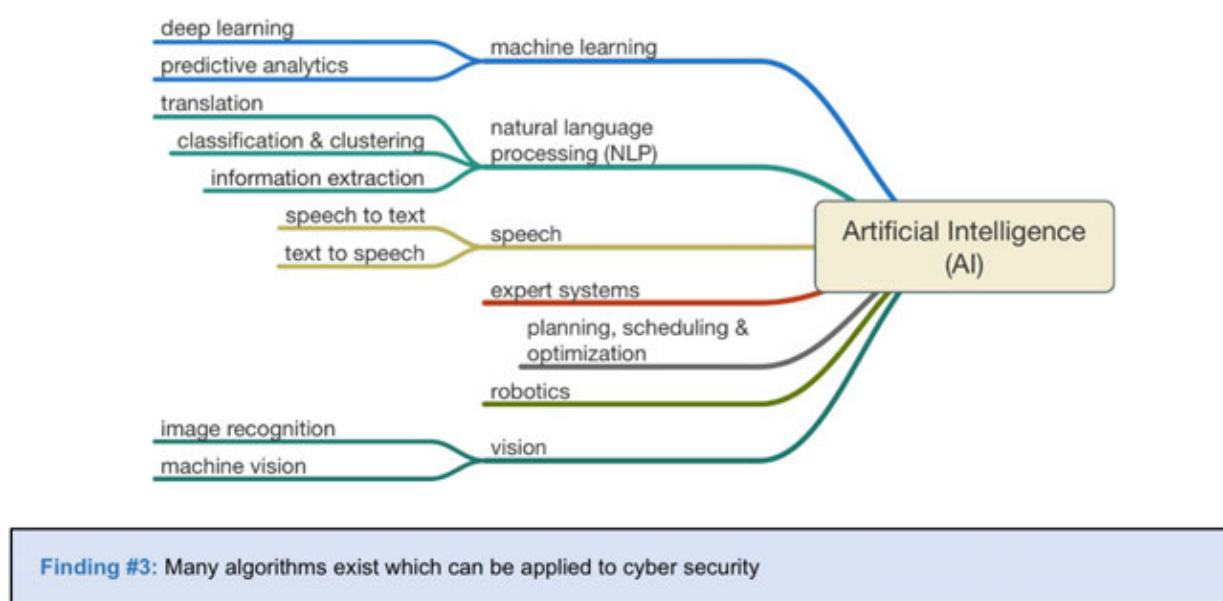 deep learning
predictive analytics
machine learning
translation
classification & clustering
information extraction
natural language
processing (NLP)
speech to text
text to speech
speech
expert systems
planning, scheduling &
optimization
robotics
image recognition
machine vision
vision
Artificial Intelligence
(AI)
Finding #3: Many algorithms exist which can be applied to cyber security